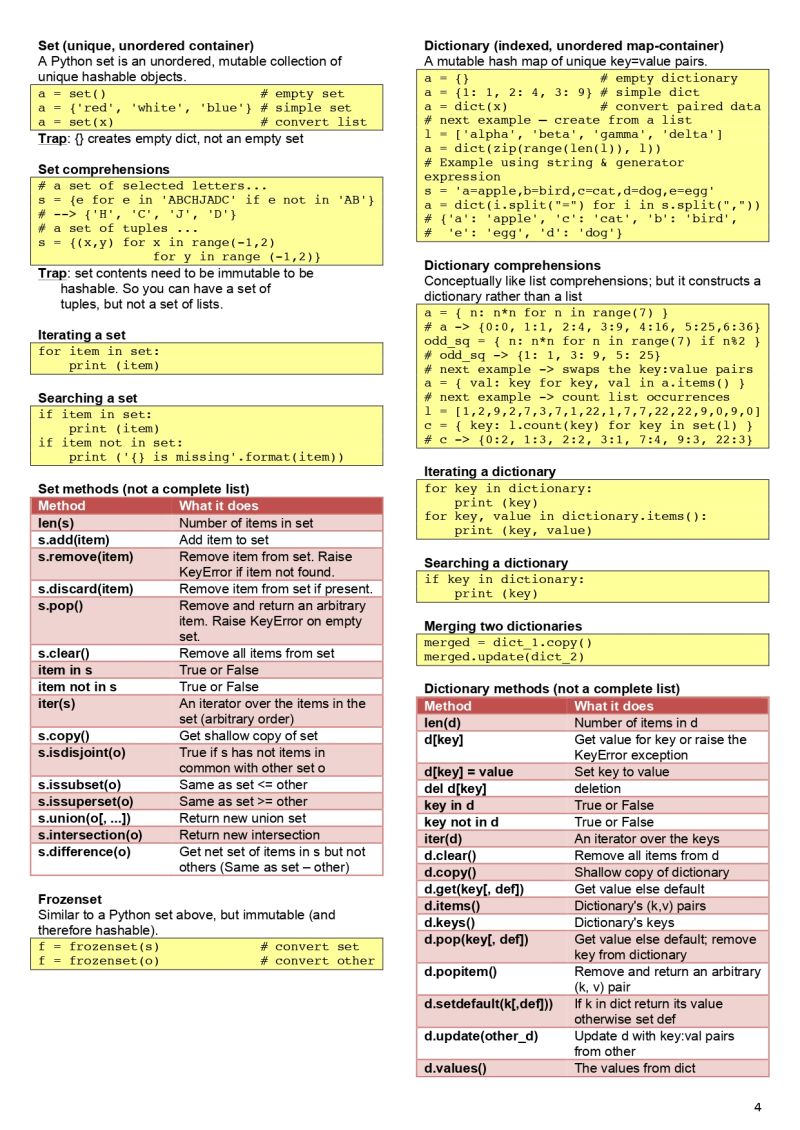 Set (unique, unordered container)
A Python set is an unordered, mutable collection of
unique hashable objects.
a = set()                    # empty set
a = {'red', 'white', 'blue'} # simple set
a = set(x)                   # convert list
Trap: {} creates empty dict, not an empty set
Set comprehensions
# a set of selected letters...
s = {e for e in 'ABCHJADC' if e not in 'AB'}
# --> {'H', 'C', 'J', 'D'}
# a set of tuples ...
s = {(x,y) for x in range(-1,2)
               for y in range (-1,2)}
Trap: set contents need to be immutable to be
hashable. So you can have a set of
tuples, but not a set of lists.
Iterating a set
for item in set:
    print (item)
Searching a set
if item in set:
    print (item)
if item not in set:
    print ('{} is missing'.format(item))
Set methods (not a complete list)
Method What it does
len(s) Number of items in set
s.add(item) Add item to set
s.remove(item) Remove item from set. Raise
KeyError if item not found.
s.discard(item) Remove item from set if present.
s.pop() Remove and return an arbitrary
item. Raise KeyError on empty
set.
s.clear() Remove all items from set
item in s True or False
item not in s True or False
iter(s) An iterator over the items in the
set (arbitrary order)
s.copy() Get shallow copy of set
s.isdisjoint(o) True if s has not items in
common with other set o
s.issubset(o) Same as set <= other
s.issuperset(o) Same as set >= other
s.union(o[, ...]) Return new union set
s.intersection(o) Return new intersection
s.difference(o) Get net set of items in s but not
others (Same as set – other)
Frozenset
Similar to a Python set above, but immutable (and
therefore hashable).
f = frozenset(s)             # convert set
f = frozenset(o)             # convert other
Dictionary (indexed, unordered map-container)
A mutable hash map of unique key=value pairs.
a = {}                 # empty dictionary
a = {1: 1, 2: 4, 3: 9} # simple dict
a = dict(x)            # convert paired data
# next example – create from a list
l = ['alpha', 'beta', 'gamma', 'delta']
a = dict(zip(range(len(l)), l))
# Example using string & generator
expression
s = 'a=apple,b=bird,c=cat,d=dog,e=egg'
a = dict(i.split("=") for i in s.split(","))
# {'a': 'apple', 'c': 'cat', 'b': 'bird',
#  'e': 'egg', 'd': 'dog'}
Dictionary comprehensions
Conceptually like list comprehensions; but it constructs a
dictionary rather than a list
a = { n: n*n for n in range(7) }
# a -> {0:0, 1:1, 2:4, 3:9, 4:16, 5:25,6:36}
odd_sq = { n: n*n for n in range(7) if n%2 }
# odd_sq -> {1: 1, 3: 9, 5: 25}
# next example -> swaps the key:value pairs
a = { val: key for key, val in a.items() }
# next example -> count list occurrences
l = [1,2,9,2,7,3,7,1,22,1,7,7,22,22,9,0,9,0]
c = { key: l.count(key) for key in set(l) }
# c -> {0:2, 1:3, 2:2, 3:1, 7:4, 9:3, 22:3}
Iterating a dictionary
for key in dictionary:
    print (key)
for key, value in dictionary.items():
    print (key, value)
Searching a dictionary
if key in dictionary:
    print (key)
Merging two dictionaries
merged = dict_1.copy()
merged.update(dict_2)
Dictionary methods (not a complete list)
Method What it does
len(d) Number of items in d
d[key] Get value for key or raise the
KeyError exception
d[key] = value Set key to value
del d[key] deletion
key in d True or False
key not in d True or False
iter(d) An iterator over the keys
d.clear() Remove all items from d
d.copy() Shallow copy of dictionary
d.get(key[, def]) Get value else default
d.items() Dictionary's (k,v) pairs
d.keys() Dictionary's keys
d.pop(key[, def]) Get value else default; remove
key from dictionary
d.popitem() Remove and return an arbitrary
(k, v) pair
d.setdefault(k[,def])) If k in dict return its value
otherwise set def
d.update(other_d) Update d with key:val pairs
from other
d.values() The values from dict
4